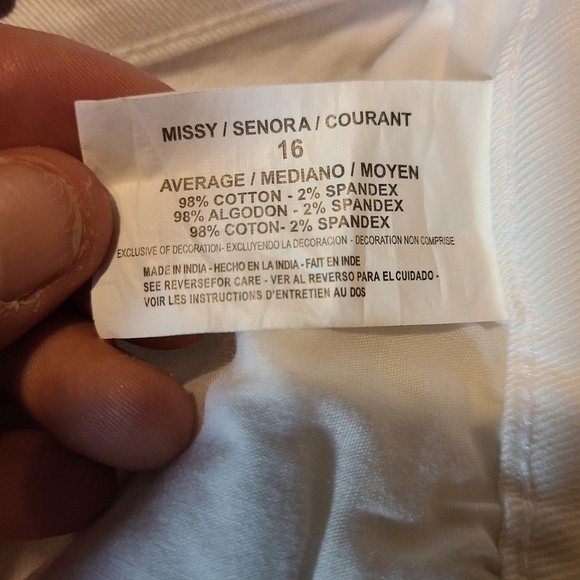 MISSY / SENORA / COURANT
16
AVERAGE / MEDIANO / MOYEN
98% COTTON - 2% SPANDEX
98% ALGODON - 2% SPANDEX
98% COTON- 2% SPANDEX
EXCLUSIVE OF DECORATION- EXCLUYENDO LA DECORACION - DECORATION NON COMPRISE
MADE IN INDIA - HECHO EN LA INDIA - FAIT EN INDE
SEE REVERSEFOR CARE - VER AL REVERSO PARA EL CUIDADO -
VOIR LES INSTRUCTIONS D'ENTRETIEN AU DOS